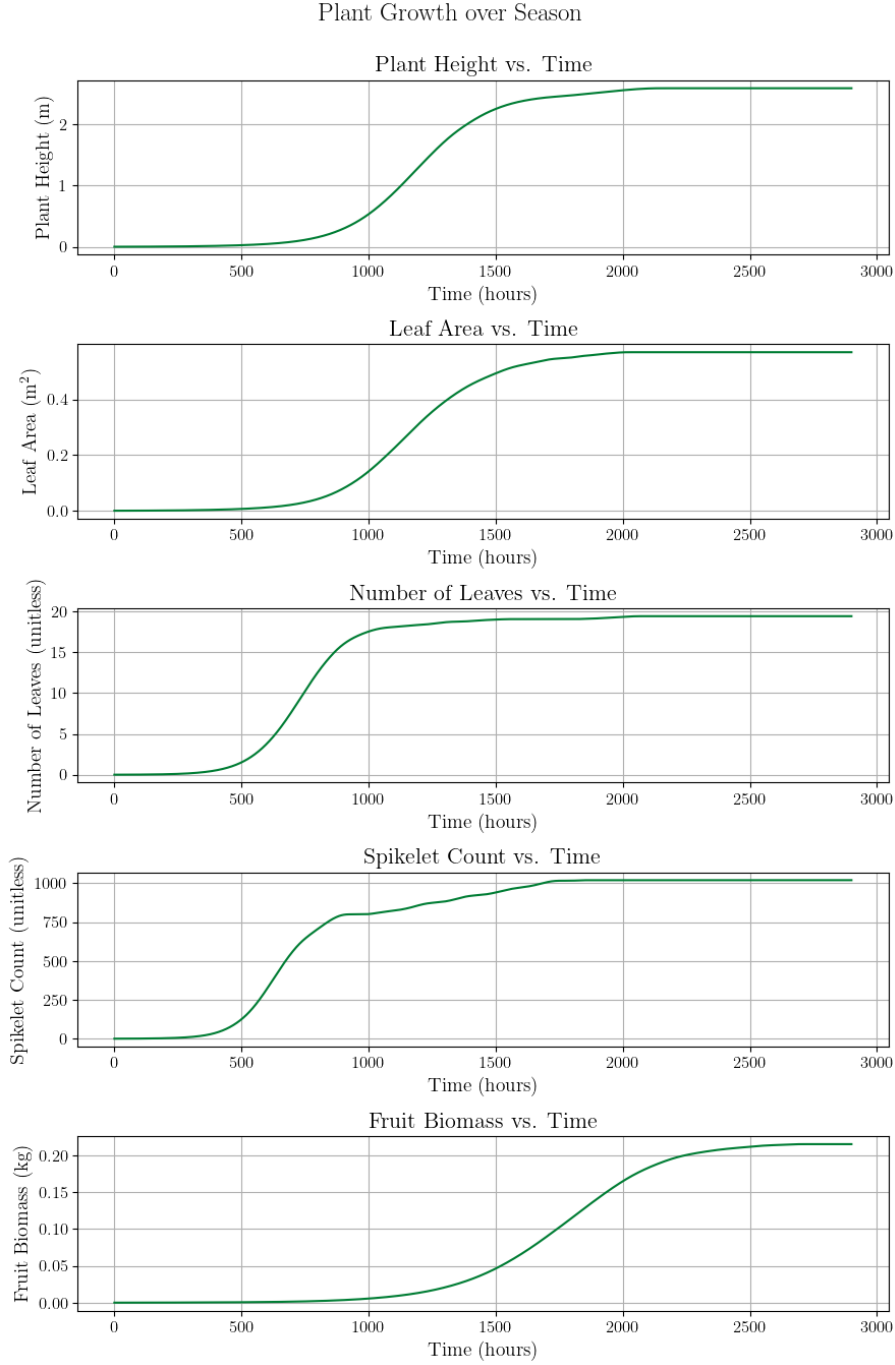 Plant Growth over Season
Plant Height vs. Time
Plant Height (m)
2
1
0
0 500 1000 1500 2000 2500 3000
Time (hours)
Leaf Area vs. Time
Leaf Area (m²)
0.4
0.2
0.0
0 500 1000 1500 2000 2500 3000
Time (hours)
Number of Leaves vs. Time
Number of Leaves (unitless)
20
15
10
5
0
0 500 1000 1500 2000 2500 3000
Time (hours)
Spikelet Count vs. Time
Spikelet Count (unitless)
1000
750
500
250
0
0 500 1000 1500 2000 2500 3000
Time (hours)
Fruit Biomass vs. Time
Fruit Biomass (kg)
0.20
0.15
0.10
0.05
0.00
0 500 1000 1500 2000 2500 3000
Time (hours)